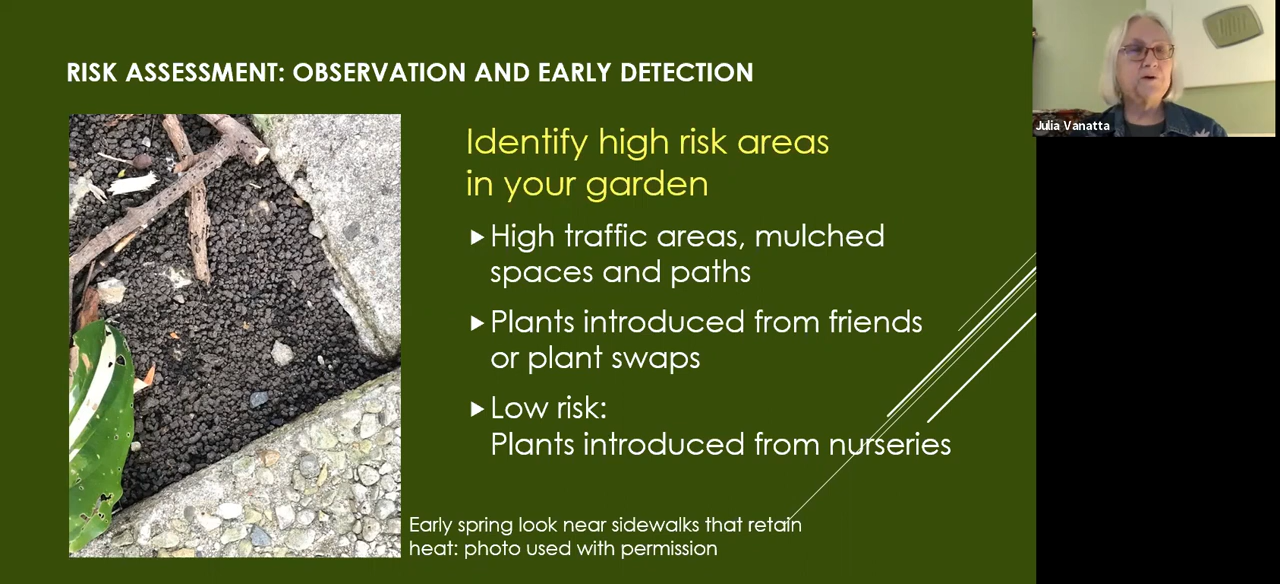 RISK ASSESSMENT: OBSERVATION AND EARLY DETECTION
Identify high risk areas
in your garden
High traffic areas, mulched
spaces and paths
Plants introduced from friends
or plant swaps
Low risk:
Plants introduced from nurseries
Early spring look near sidewalks that retain
heat: photo used with permission
Julia Vanatta